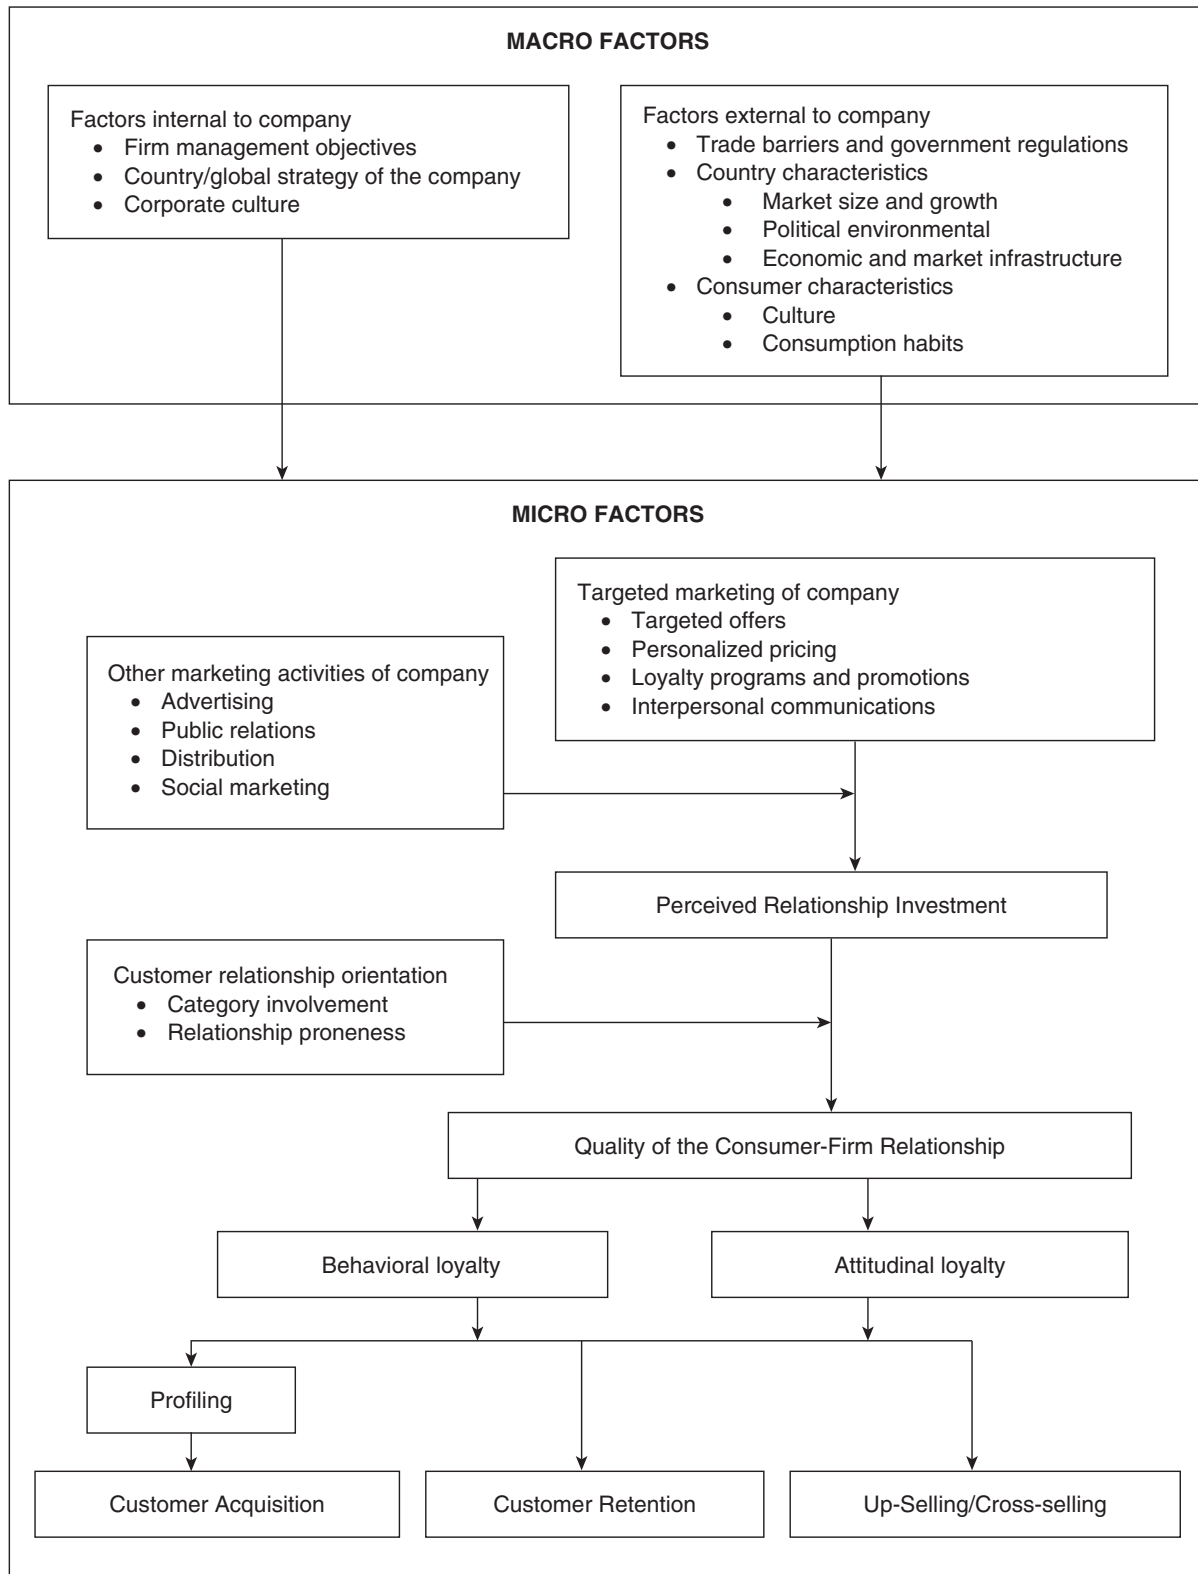 MACRO FACTORS
Factors internal to company
• Firm management objectives
• Country/global strategy of the company
• Corporate culture
Factors external to company
• Trade barriers and government regulations
• Country characteristics
• Market size and growth
• Political environmental
• Economic and market infrastructure
• Consumer characteristics
• Culture
• Consumption habits
MICRO FACTORS
Targeted marketing of company
• Targeted offers
• Personalized pricing
• Loyalty programs and promotions
• Interpersonal communications
Other marketing activities of company
• Advertising
• Public relations
• Distribution
• Social marketing
Perceived Relationship Investment
Customer relationship orientation
• Category involvement
• Relationship proneness
Quality of the Consumer-Firm Relationship
Behavioral loyalty
Attitudinal loyalty
Profiling
Customer Acquisition
Customer Retention
Up-Selling/Cross-selling